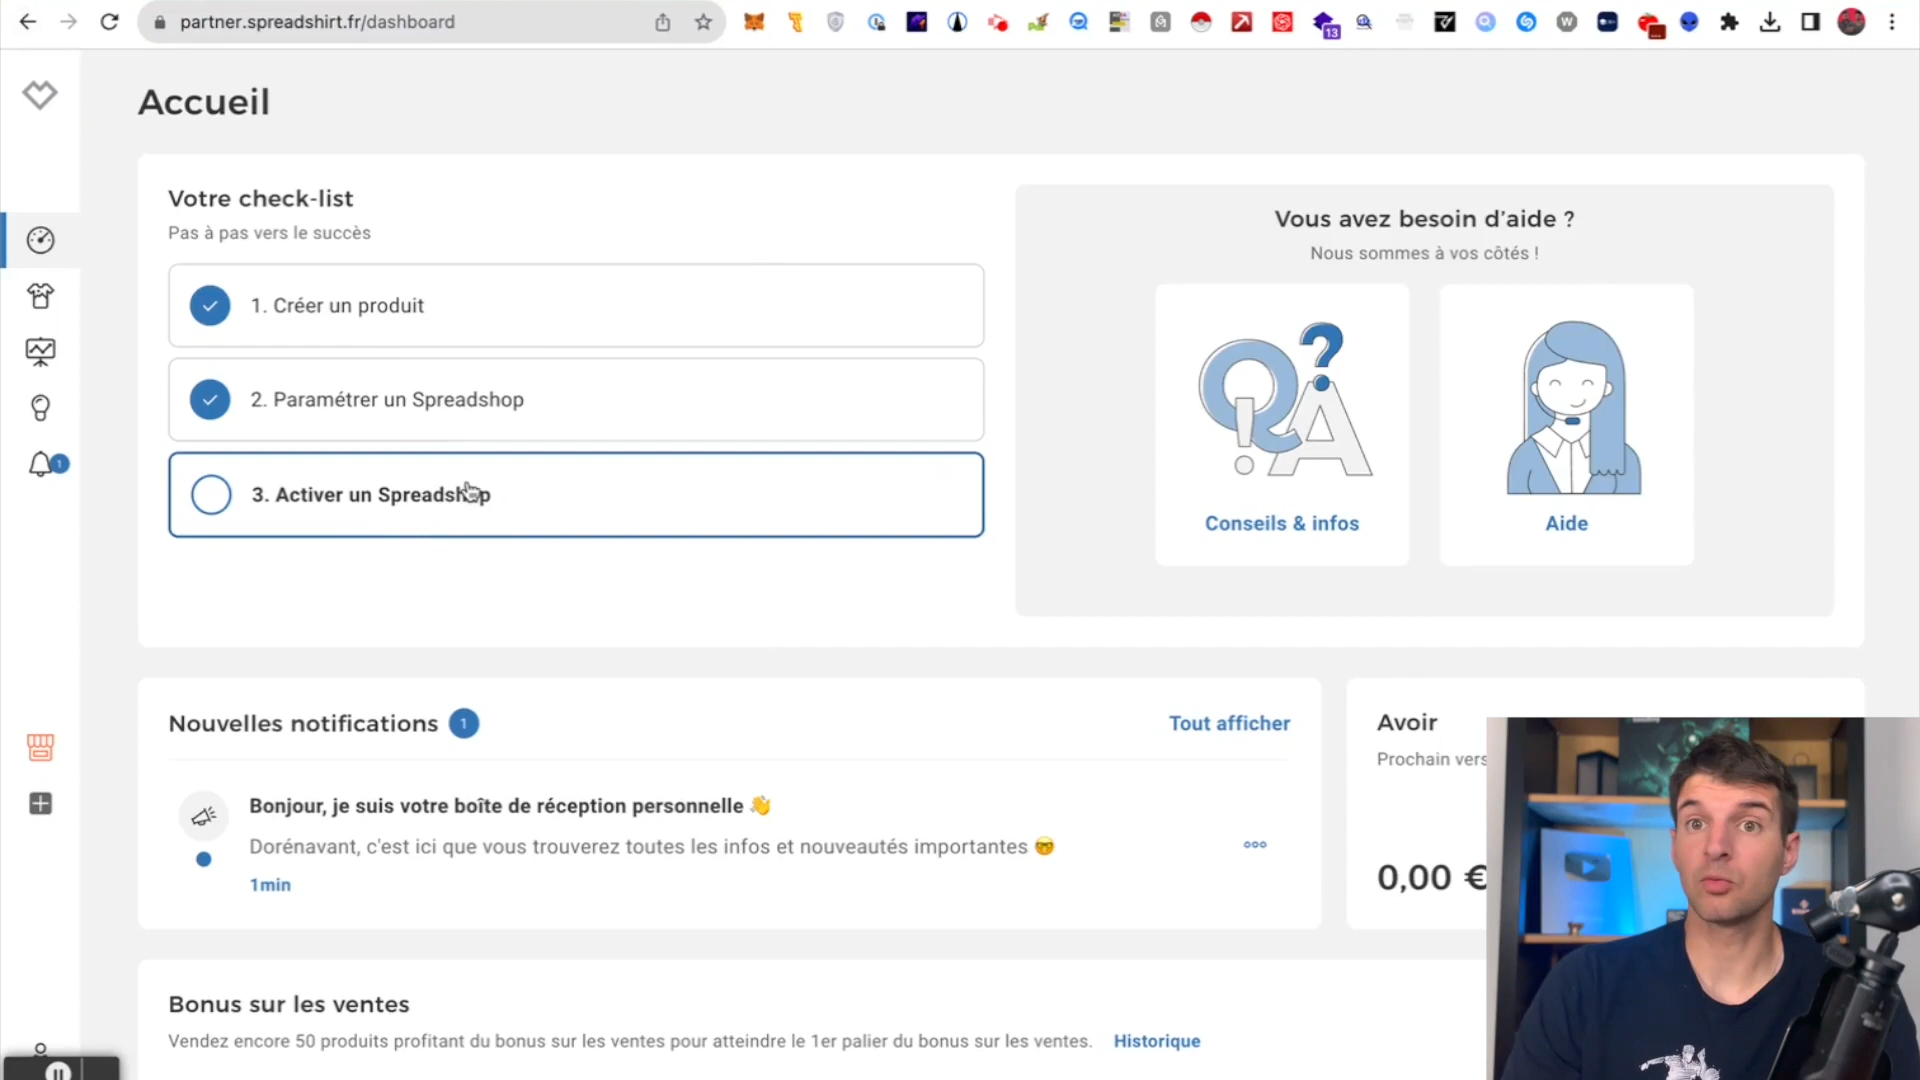 partner.spreadshirt.fr/dashboard
13
Accueil
Votre check-list
Pas à pas vers le succès
1. Créer un produit
2. Paramétrer un Spreadshop
3. Activer un Spreadshop
Vous avez besoin d'aide ?
Nous sommes à vos côtés !
Q ? ! A
Conseils & infos
Aide
1
Nouvelles notifications 1
Tout afficher
Bonjour, je suis votre boîte de réception personnelle 👋
Dorénavant, c'est ici que vous trouverez toutes les infos et nouveautés importantes 🤓
1min
Avoir
Prochain vers
0,00 €
Bonus sur les ventes
Vendez encore 50 produits profitant du bonus sur les ventes pour atteindre le 1er palier du bonus sur les ventes.
Historique